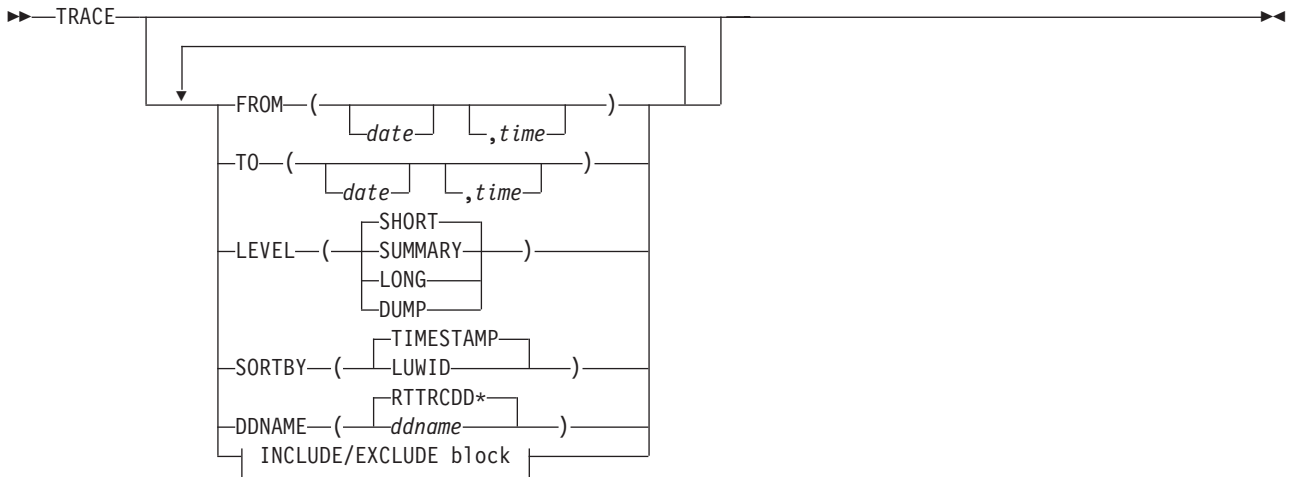 TRACE
FROM ( date ,time )
TO ( date ,time )
SHORT
LEVEL ( SUMMARY )
LONG
DUMP
TIMESTAMP
SORTBY ( LUWID )
RTTRCDD*
DDNAME ( ddname )
INCLUDE/EXCLUDE block